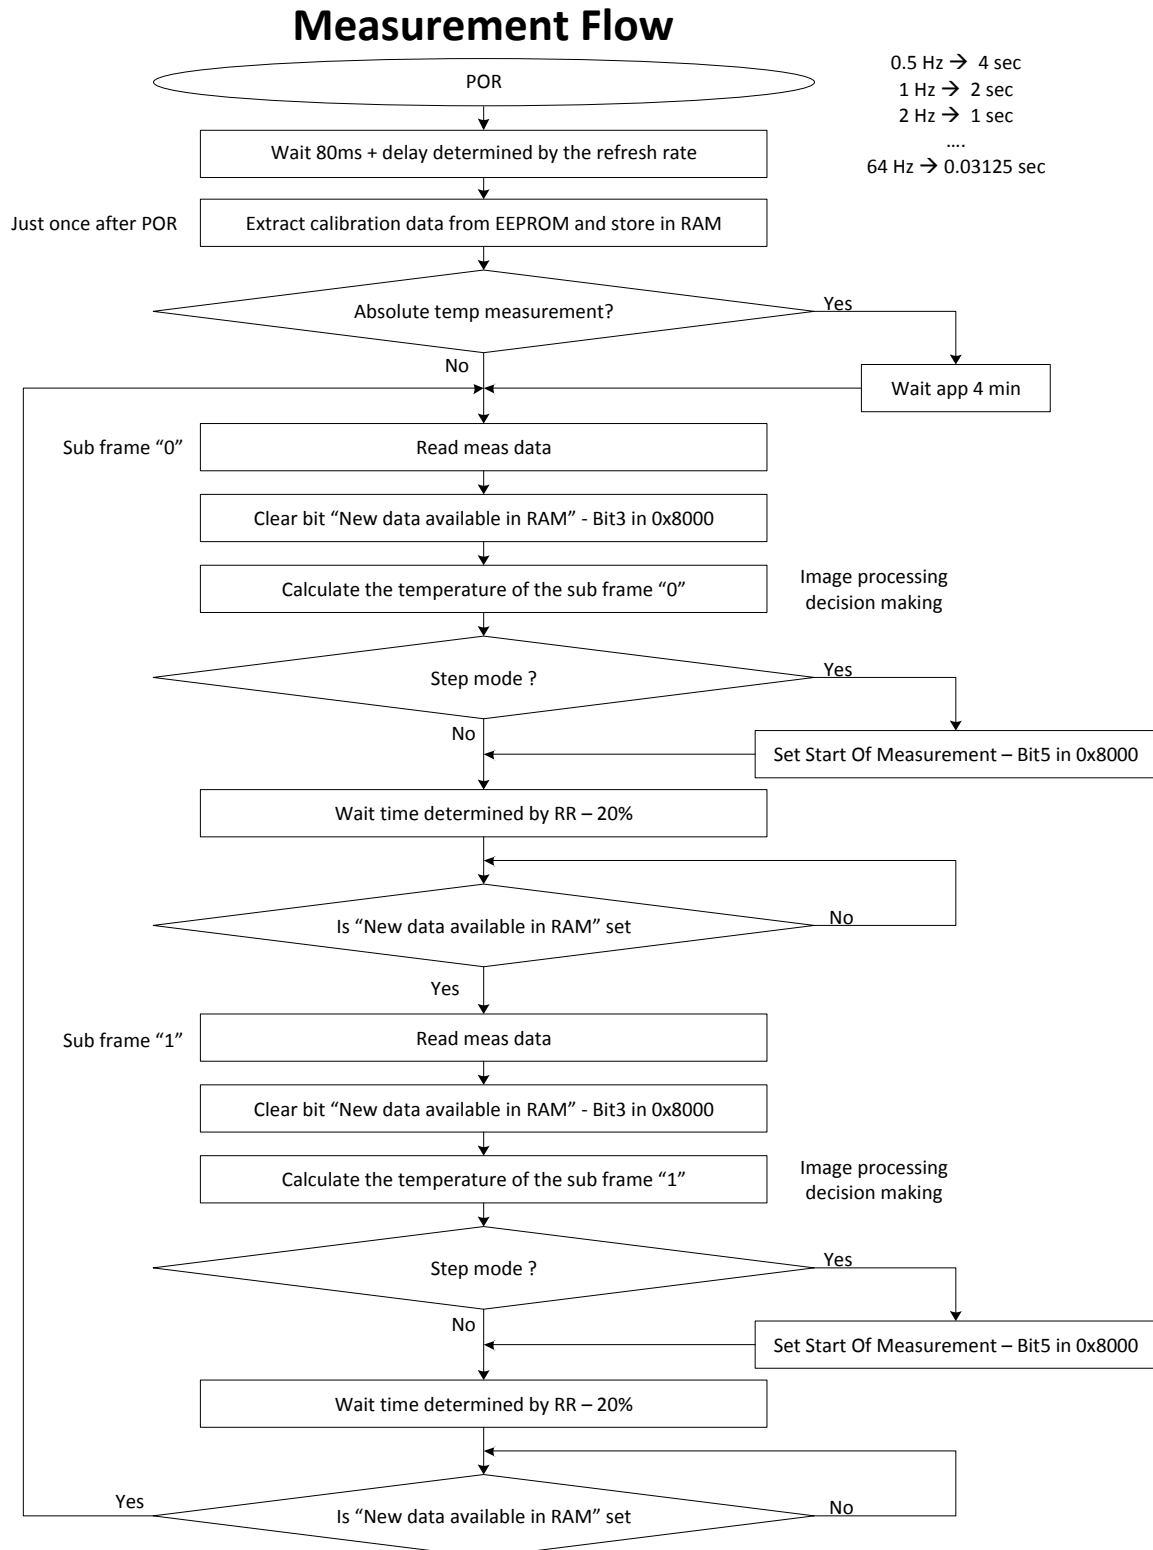 Measurement Flow
0.5 Hz → 4 sec
1 Hz → 2 sec
2 Hz → 1 sec
....
64 Hz → 0.03125 sec
POR
Wait 80ms + delay determined by the refresh rate
Just once after POR
Extract calibration data from EEPROM and store in RAM
Absolute temp measurement?
Yes
No
Wait app 4 min
Sub frame “0”
Read meas data
Clear bit “New data available in RAM” - Bit3 in 0x8000
Calculate the temperature of the sub frame “0”
Image processing
decision making
Step mode ?
Yes
No
Set Start Of Measurement – Bit5 in 0x8000
Wait time determined by RR – 20%
Is “New data available in RAM” set
No
Yes
Sub frame “1”
Read meas data
Clear bit “New data available in RAM” - Bit3 in 0x8000
Calculate the temperature of the sub frame “1”
Image processing
decision making
Step mode ?
Yes
No
Set Start Of Measurement – Bit5 in 0x8000
Wait time determined by RR – 20%
Yes
Is “New data available in RAM” set
No